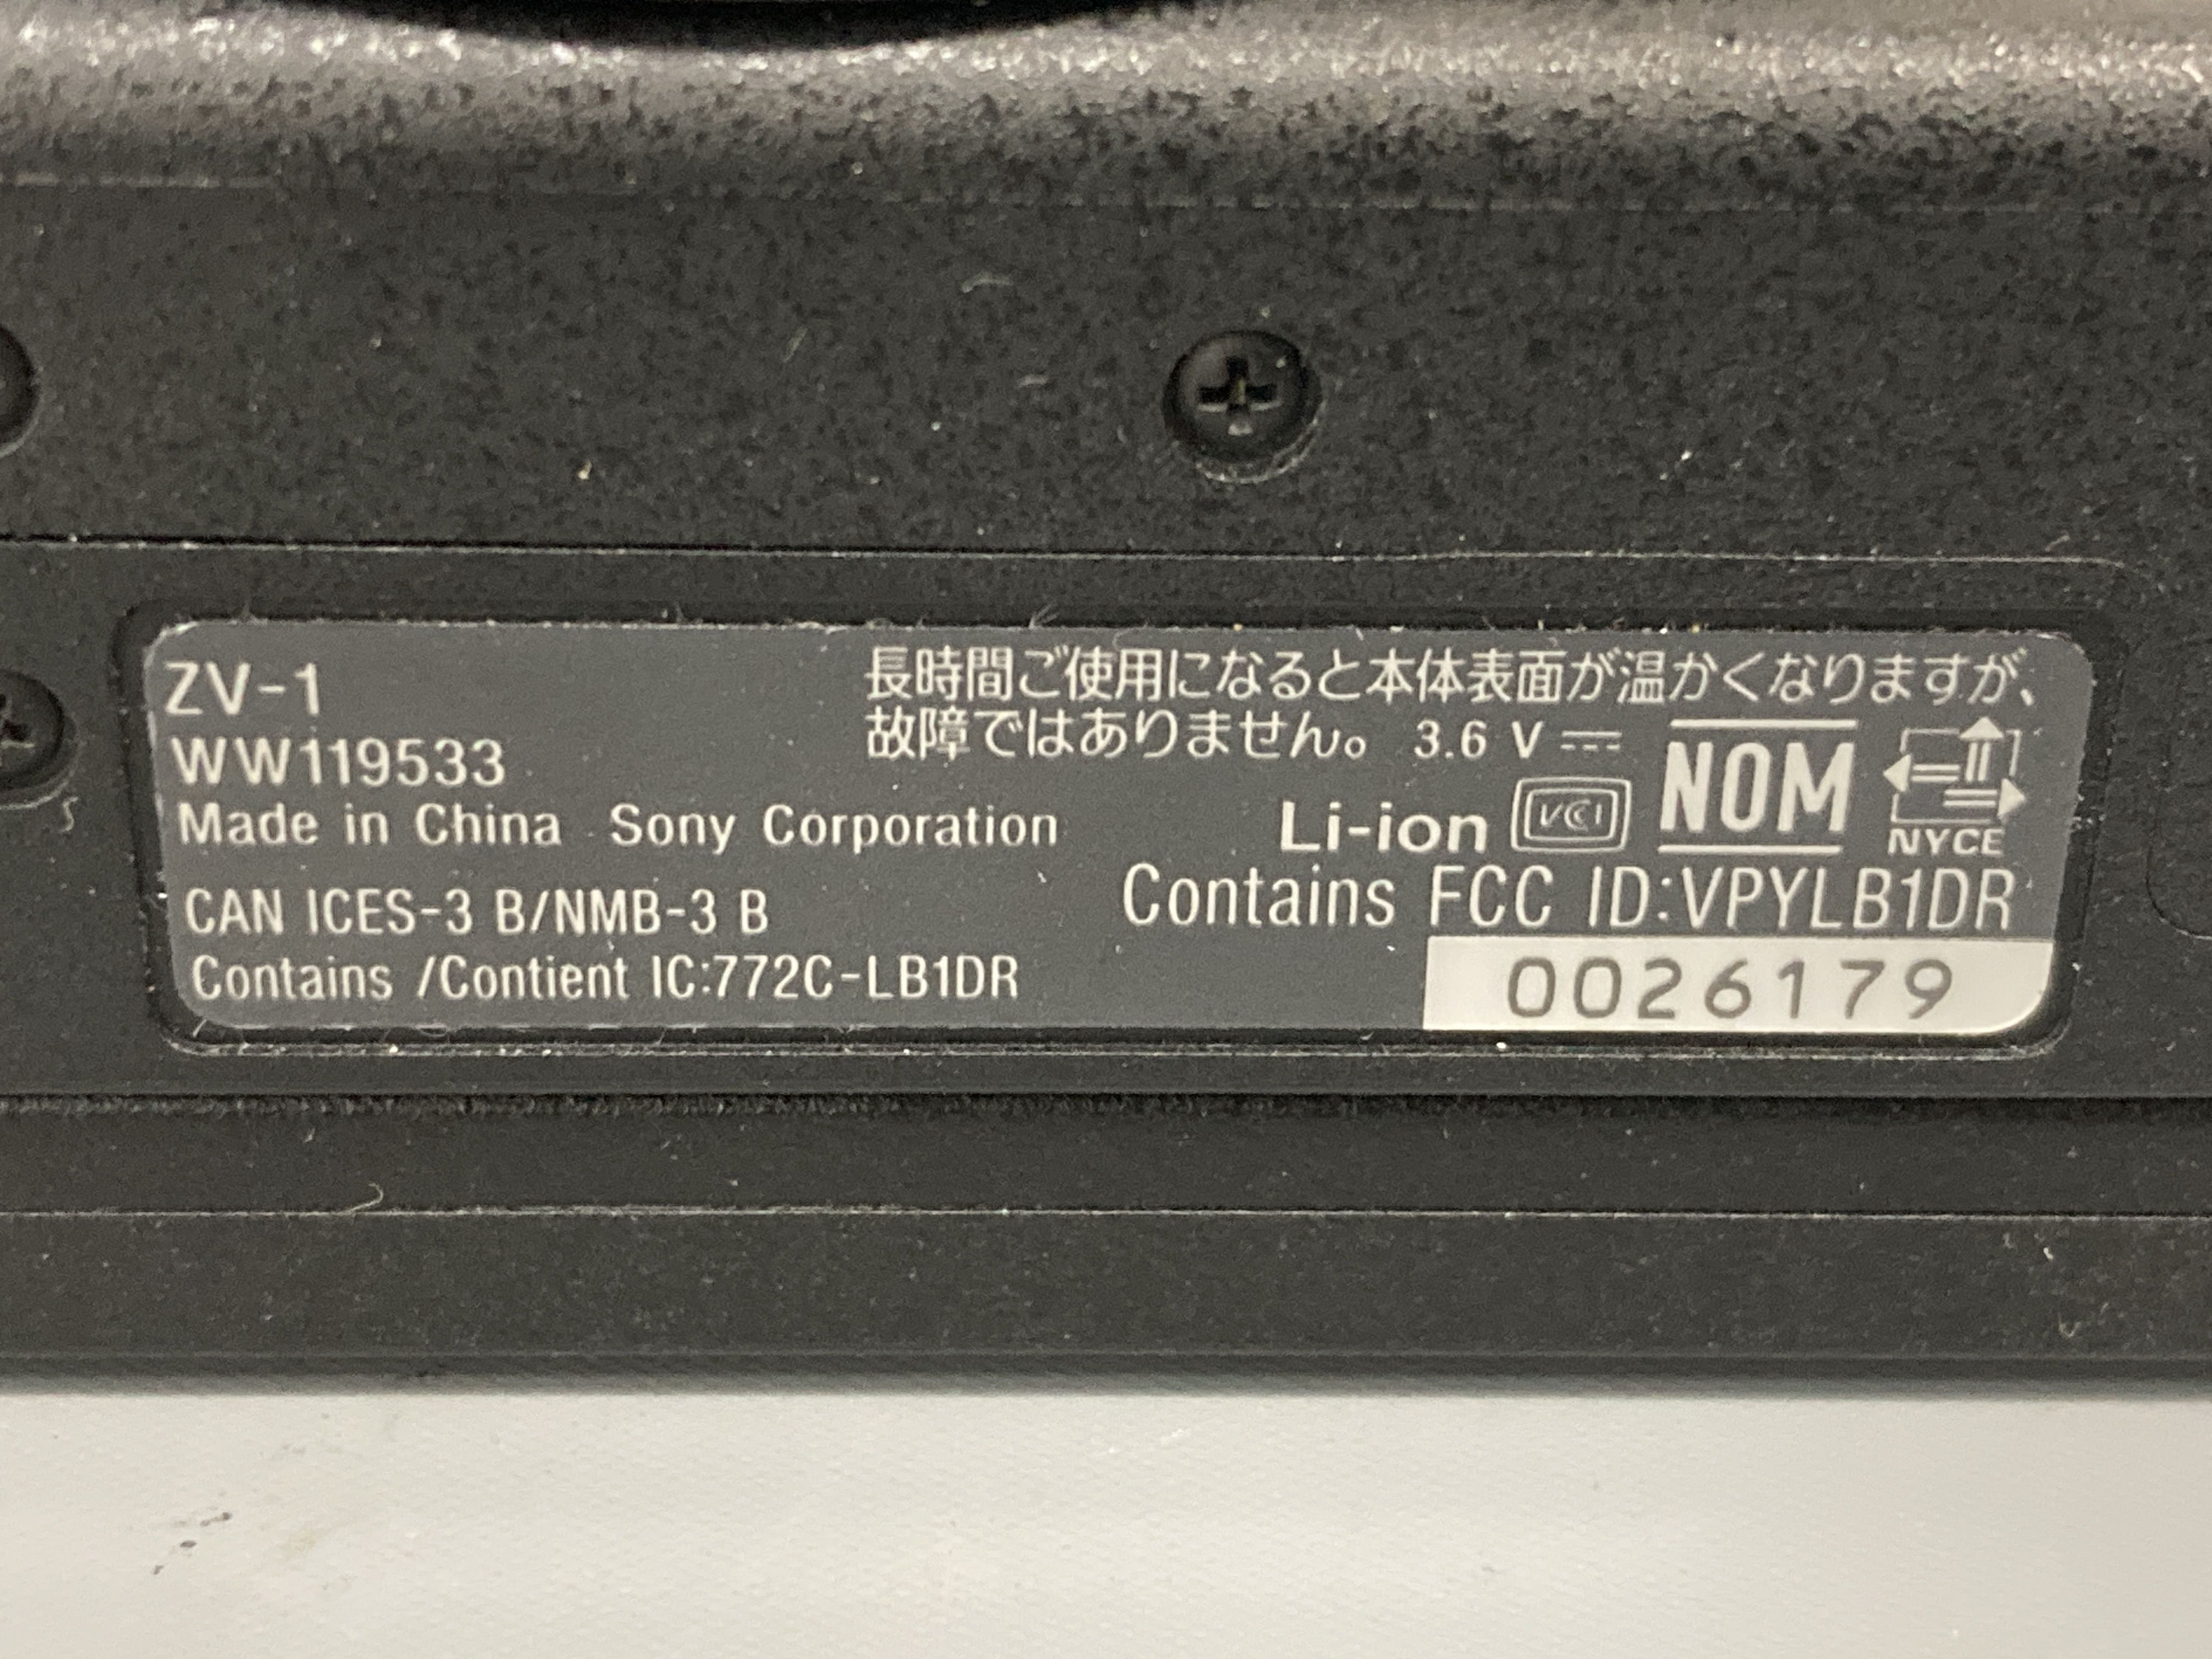 ZV-1
WW119533
Made in China Sony Corporation
CAN ICES-3 B/NMB-3 B
Contains /Contient IC:772C-LB1DR
長時間ご使用になると本体表面が温かくなりますが、
故障ではありません。 3.6 V ⎓
Li-ion VCI NOM NYCE
Contains FCC ID:VPYLB1DR
0026179